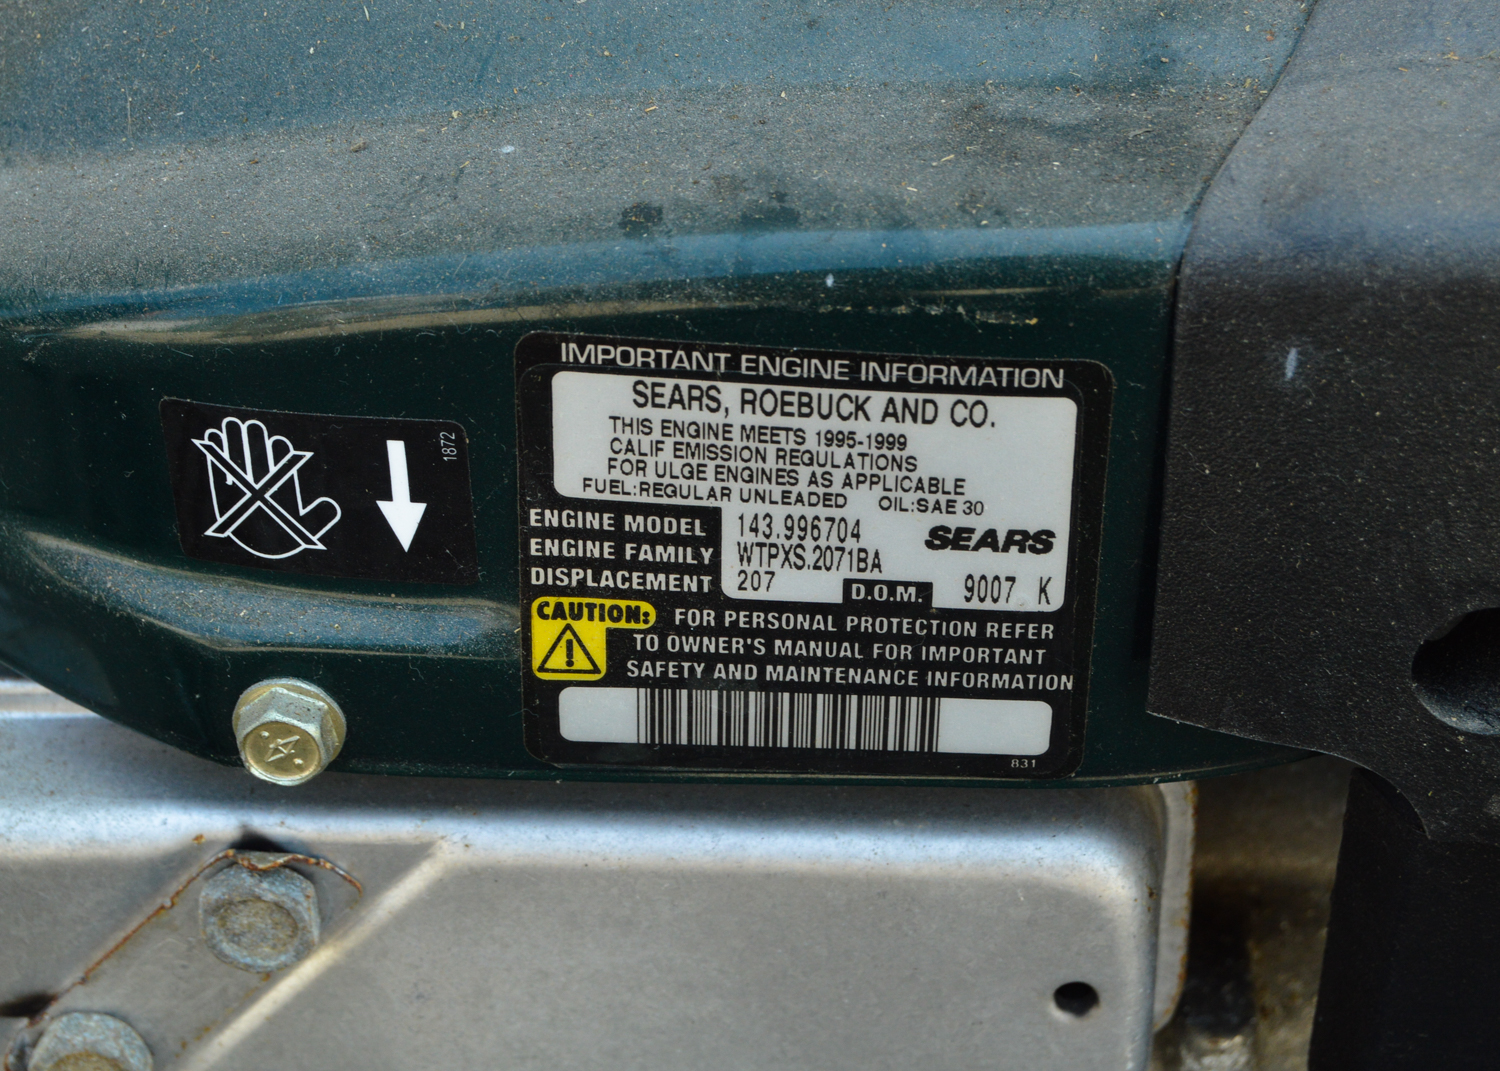 1872
IMPORTANT ENGINE INFORMATION
SEARS, ROEBUCK AND CO.
THIS ENGINE MEETS 1995-1999
CALIF EMISSION REGULATIONS
FOR ULGE ENGINES AS APPLICABLE
FUEL:REGULAR UNLEADED OIL:SAE 30
ENGINE MODEL 143.996704
ENGINE FAMILY WTPXS.2071BA
SEARS
DISPLACEMENT 207 D.O.M. 9007 K
CAUTION: FOR PERSONAL PROTECTION REFER
TO OWNER'S MANUAL FOR IMPORTANT
SAFETY AND MAINTENANCE INFORMATION
831